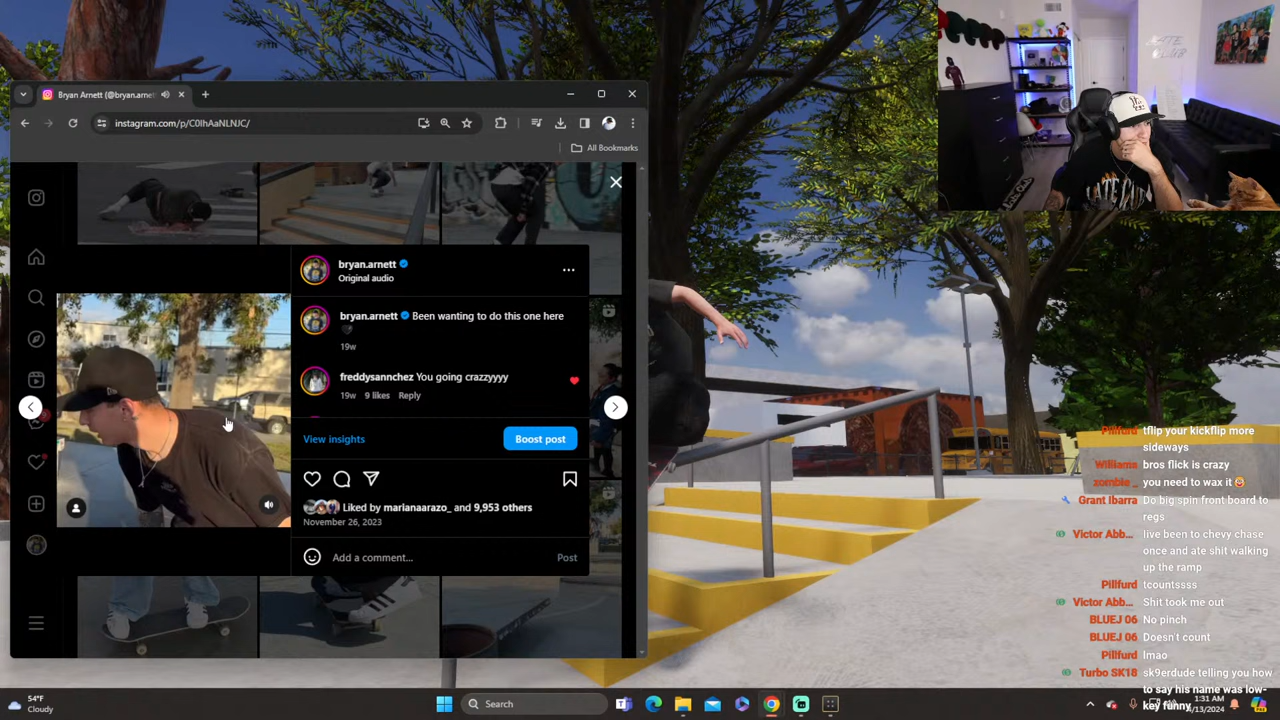 Bryan Arnett (@bryan.arnet
instagram.com/p/C0IhAaNLNJC/
All Bookmarks
bryan.arnett
Original audio
bryan.arnett Been wanting to do this one here
19w
freddysannchez You going crazzyyyy
19w 9 likes Reply
View insights
Boost post
Liked by marianaarazo_ and 9,953 others
November 26, 2023
Add a comment...
Post
Pillfurd tflip your kickflip more
sideways
Williams bros flick is crazy
zombie_ you need to wax it
Grant Ibarra Do big spin front board to
regs
Victor Abb... Iive been to chevy chase
once and ate shit walking
up the ramp
Pillfurd tcountssss
Victor Abb... Shit took me out
BLUEJ 06 No pinch
BLUEJ 06 Doesn't count
Pillfurd lmao
Turbo SK18 sk9erdude telling you how
to say his name was low-
key funny
54°F
Cloudy
Search
1:31 AM